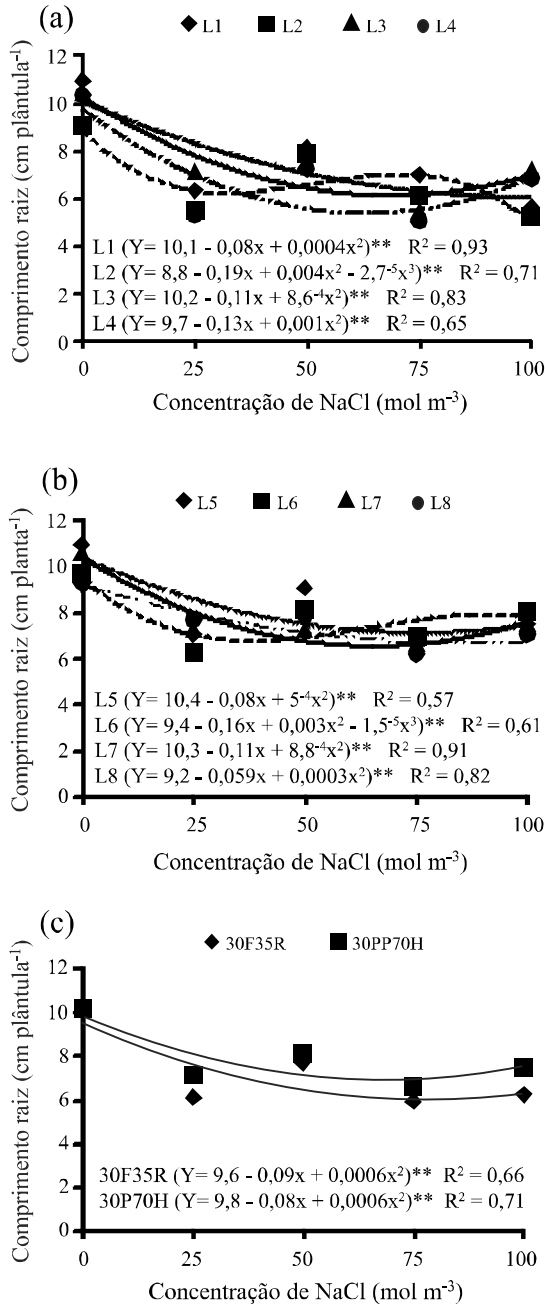 (a)
L1 L2 L3 L4
Comprimento raiz (cm plântula⁻¹)
12
10
8
6
4
2
0
L1 (Y= 10,1 - 0,08x + 0,0004x²)** R² = 0,93
L2 (Y= 8,8 - 0,19x + 0,004x² - 2,7⁻⁵x³)** R² = 0,71
L3 (Y= 10,2 - 0,11x + 8,6⁻⁴x²)** R² = 0,83
L4 (Y= 9,7 - 0,13x + 0,001x²)** R² = 0,65
0 25 50 75 100
Concentração de NaCl (mol m⁻³)
(b)
L5 L6 L7 L8
Comprimento raiz (cm planta⁻¹)
12
10
8
6
4
2
0
L5 (Y= 10,4 - 0,08x + 5⁻⁴x²)** R² = 0,57
L6 (Y= 9,4 - 0,16x + 0,003x² - 1,5⁻⁵x³)** R² = 0,61
L7 (Y= 10,3 - 0,11x + 8,8⁻⁴x²)** R² = 0,91
L8 (Y= 9,2 - 0,059x + 0,0003x²)** R² = 0,82
0 25 50 75 100
Concentração de NaCl (mol m⁻³)
(c)
30F35R 30PP70H
Comprimento raiz (cm plântula⁻¹)
12
10
8
6
4
2
0
30F35R (Y= 9,6 - 0,09x + 0,0006x²)** R² = 0,66
30P70H (Y= 9,8 - 0,08x + 0,0006x²)** R² = 0,71
0 25 50 75 100
Concentração de NaCl (mol m⁻³)